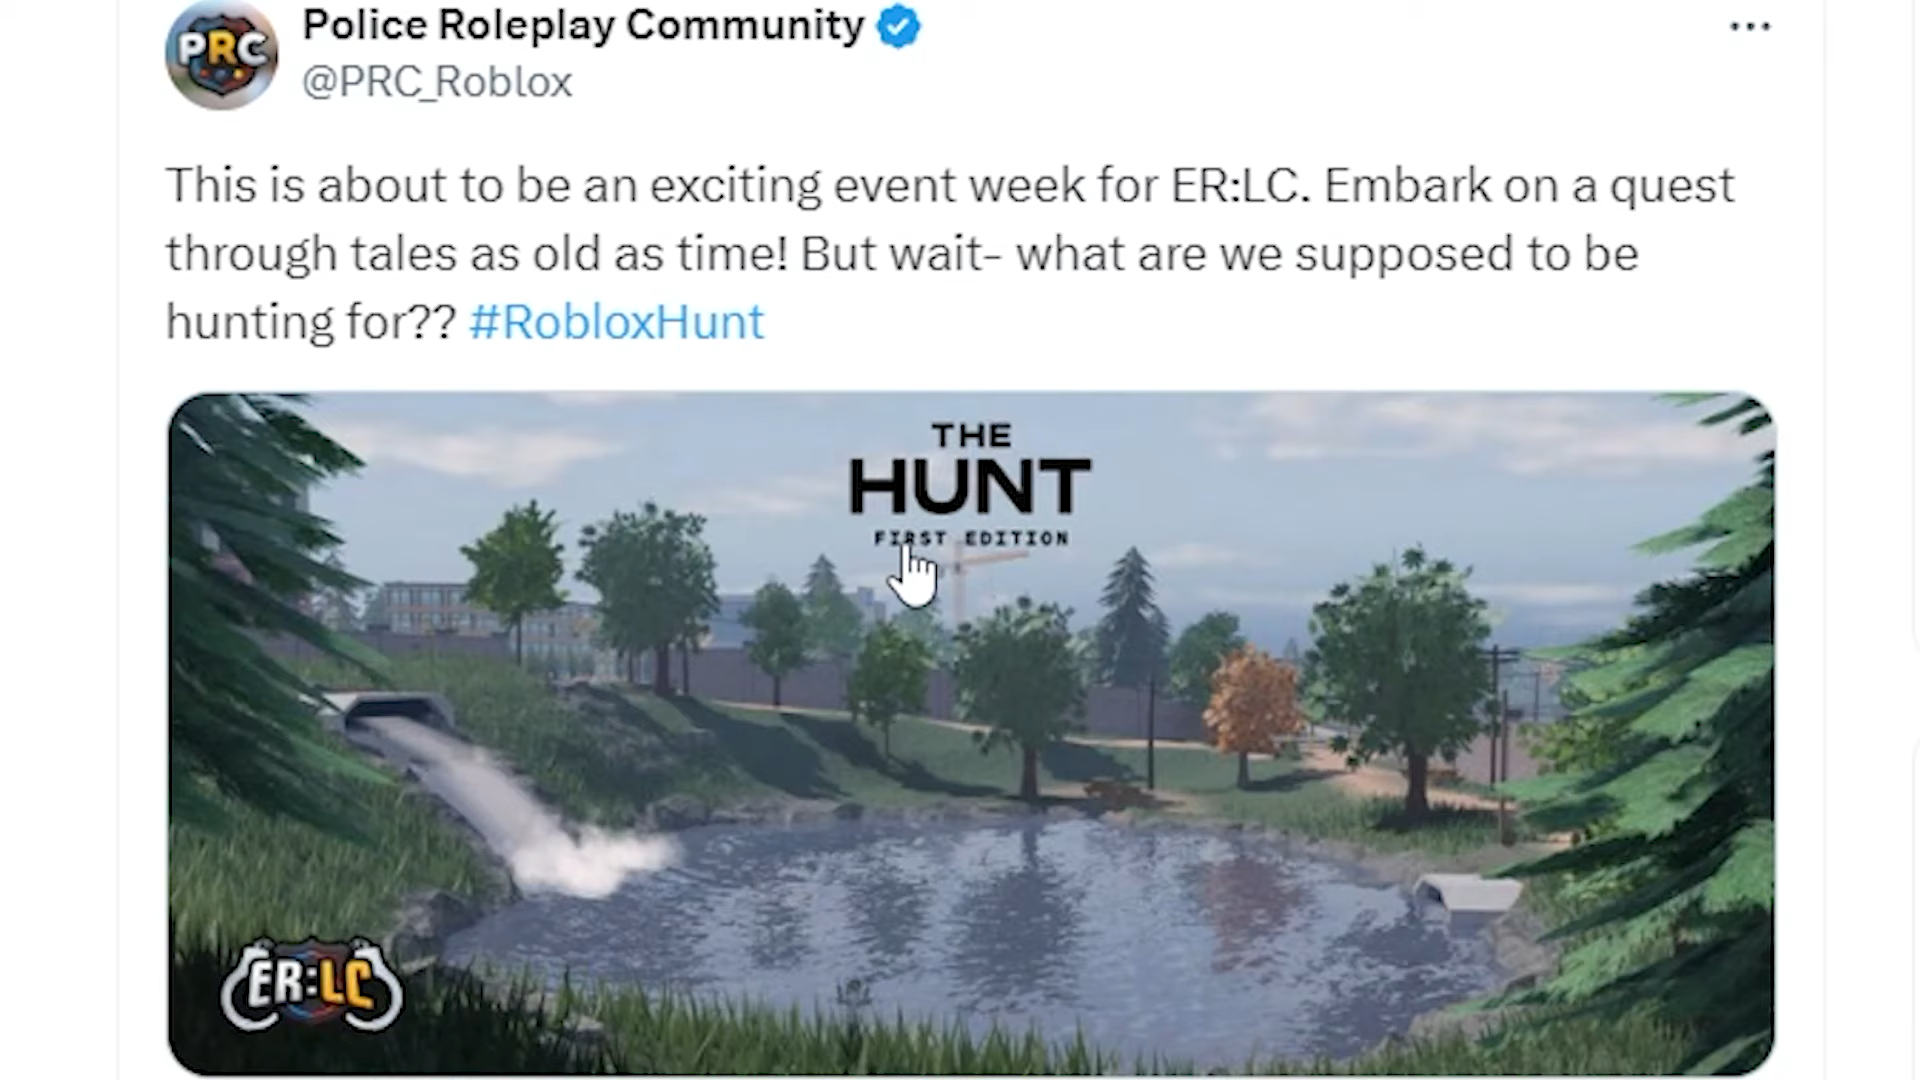 PRC
Police Roleplay Community
@PRC_Roblox
This is about to be an exciting event week for ER:LC. Embark on a quest
through tales as old as time! But wait- what are we supposed to be
hunting for?? #RobloxHunt
THE
HUNT
FIRST EDITION
ER:LC